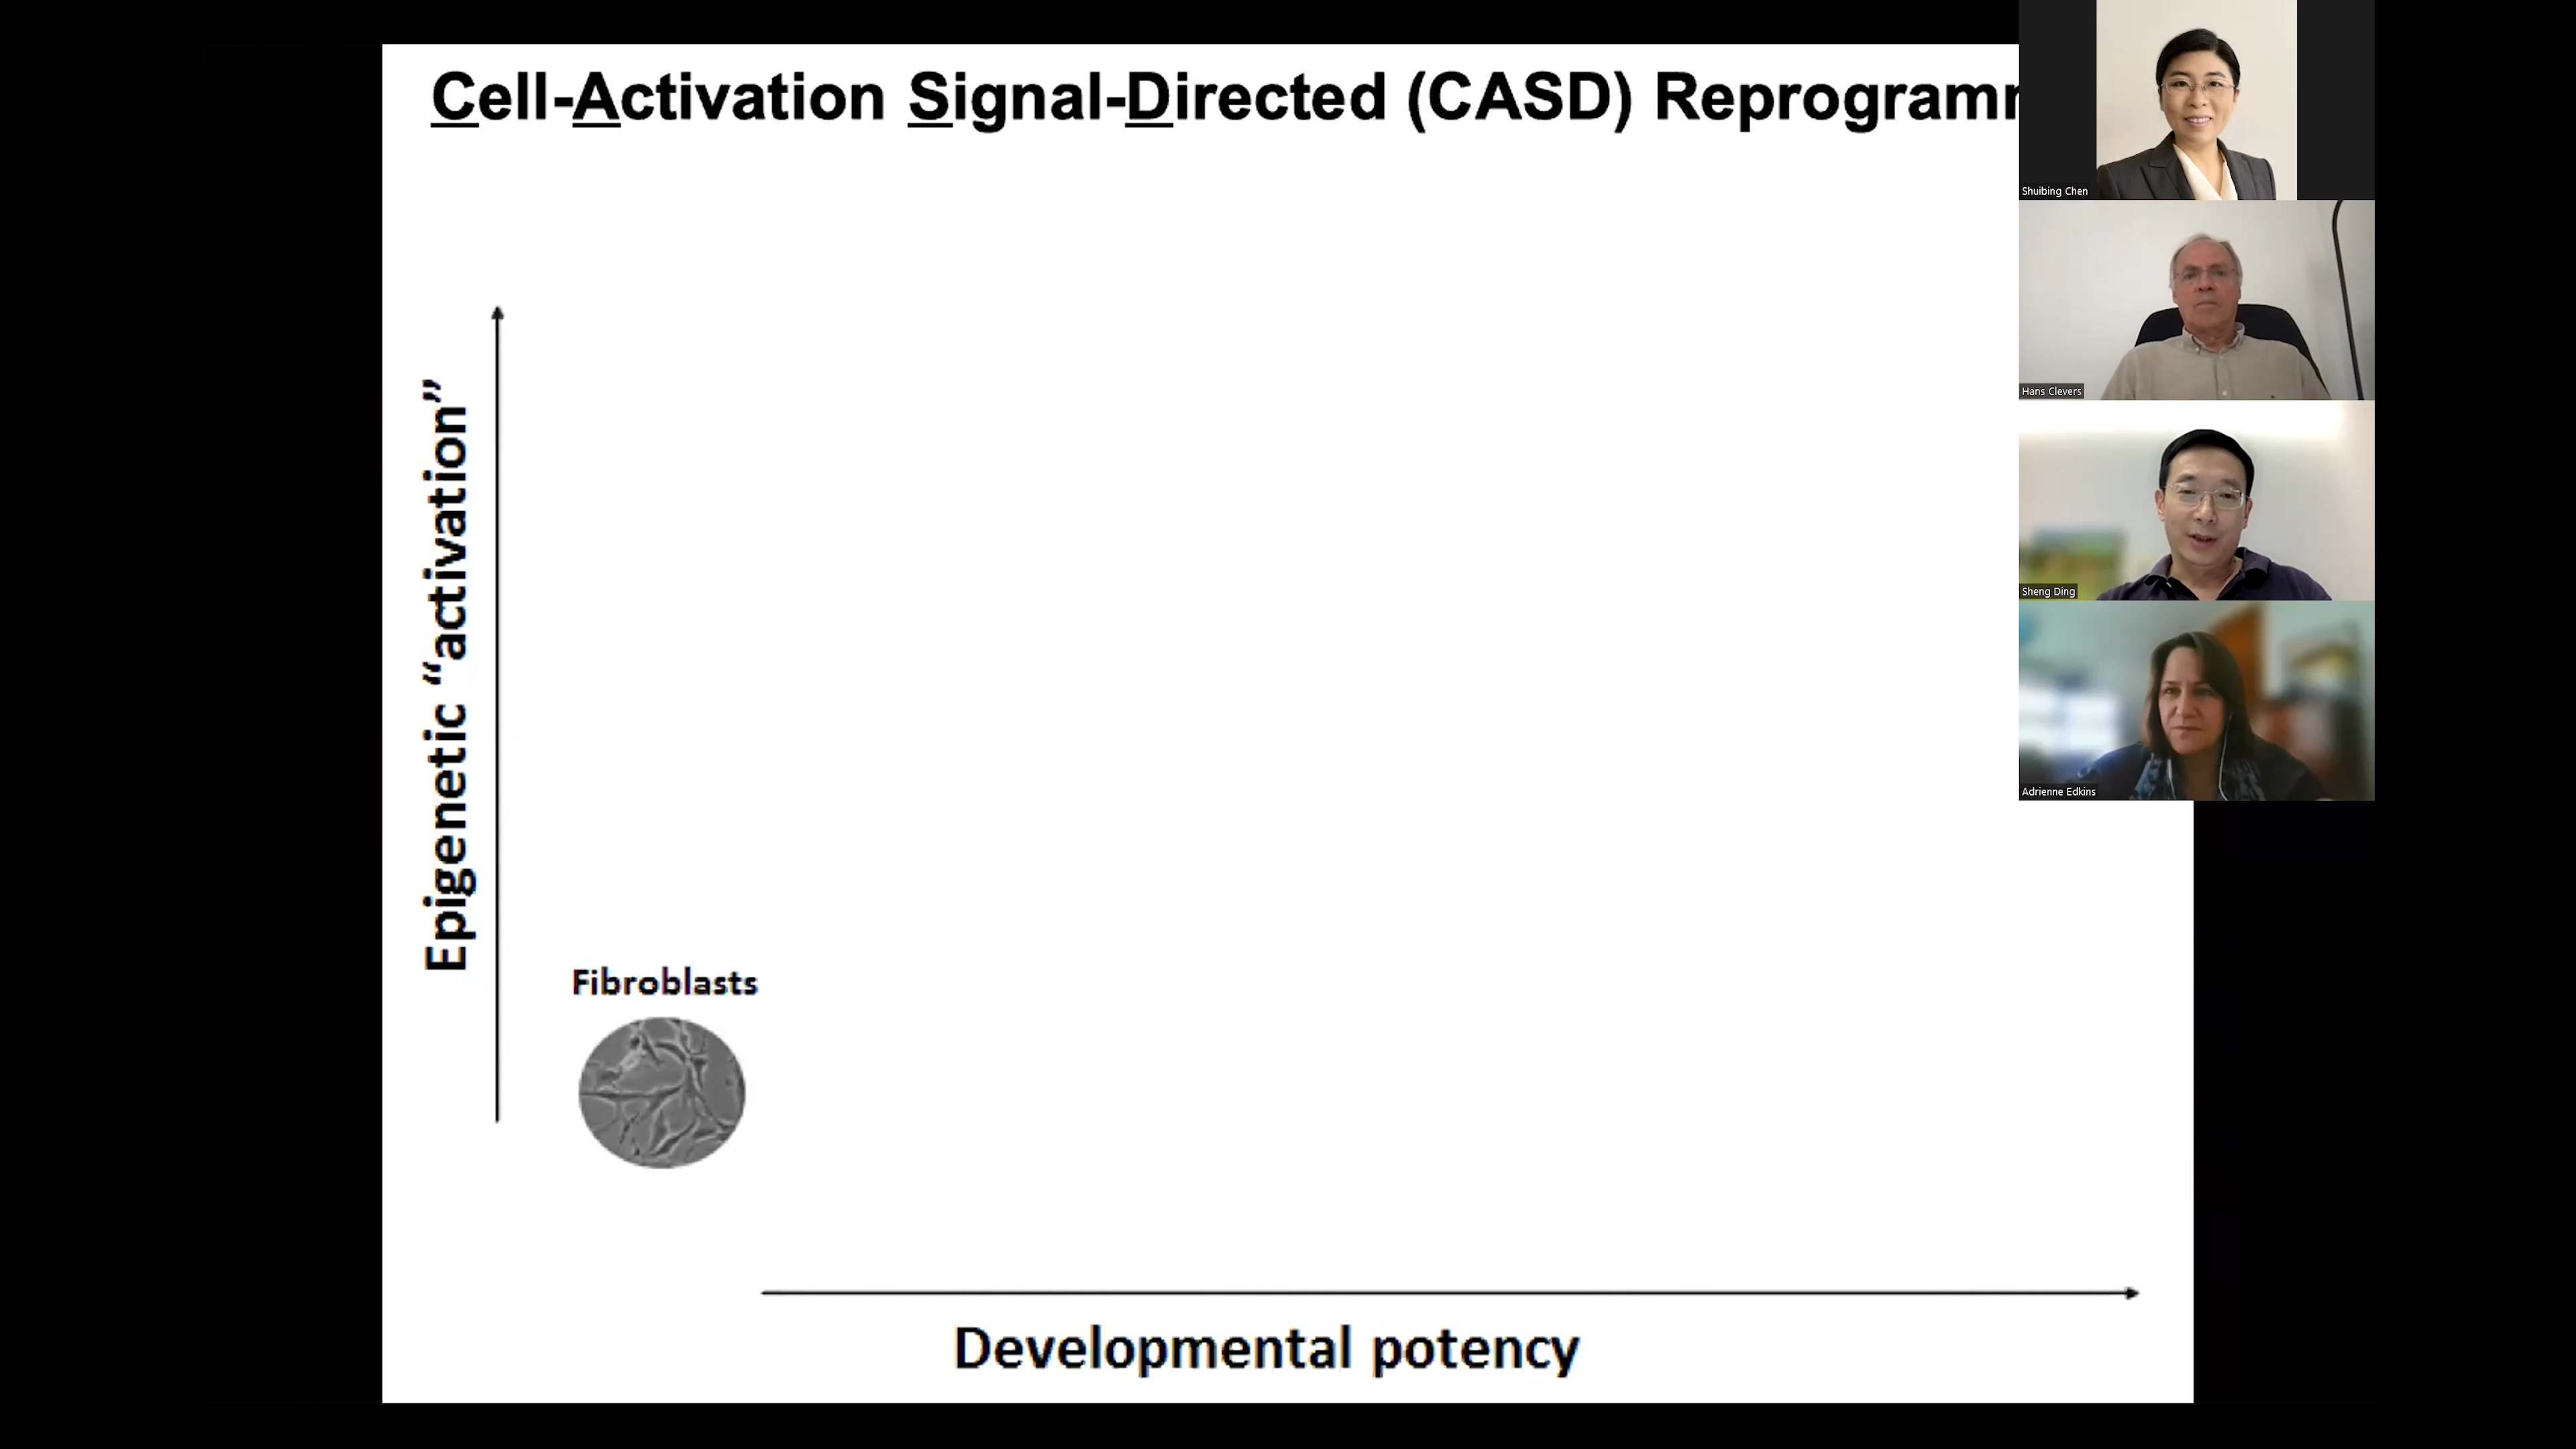 Cell-Activation Signal-Directed (CASD) Reprogramm
Shuibing Chen
Hans Clevers
Sheng Ding
Adrienne Edkins
Epigenetic “activation”
Fibroblasts
Developmental potency